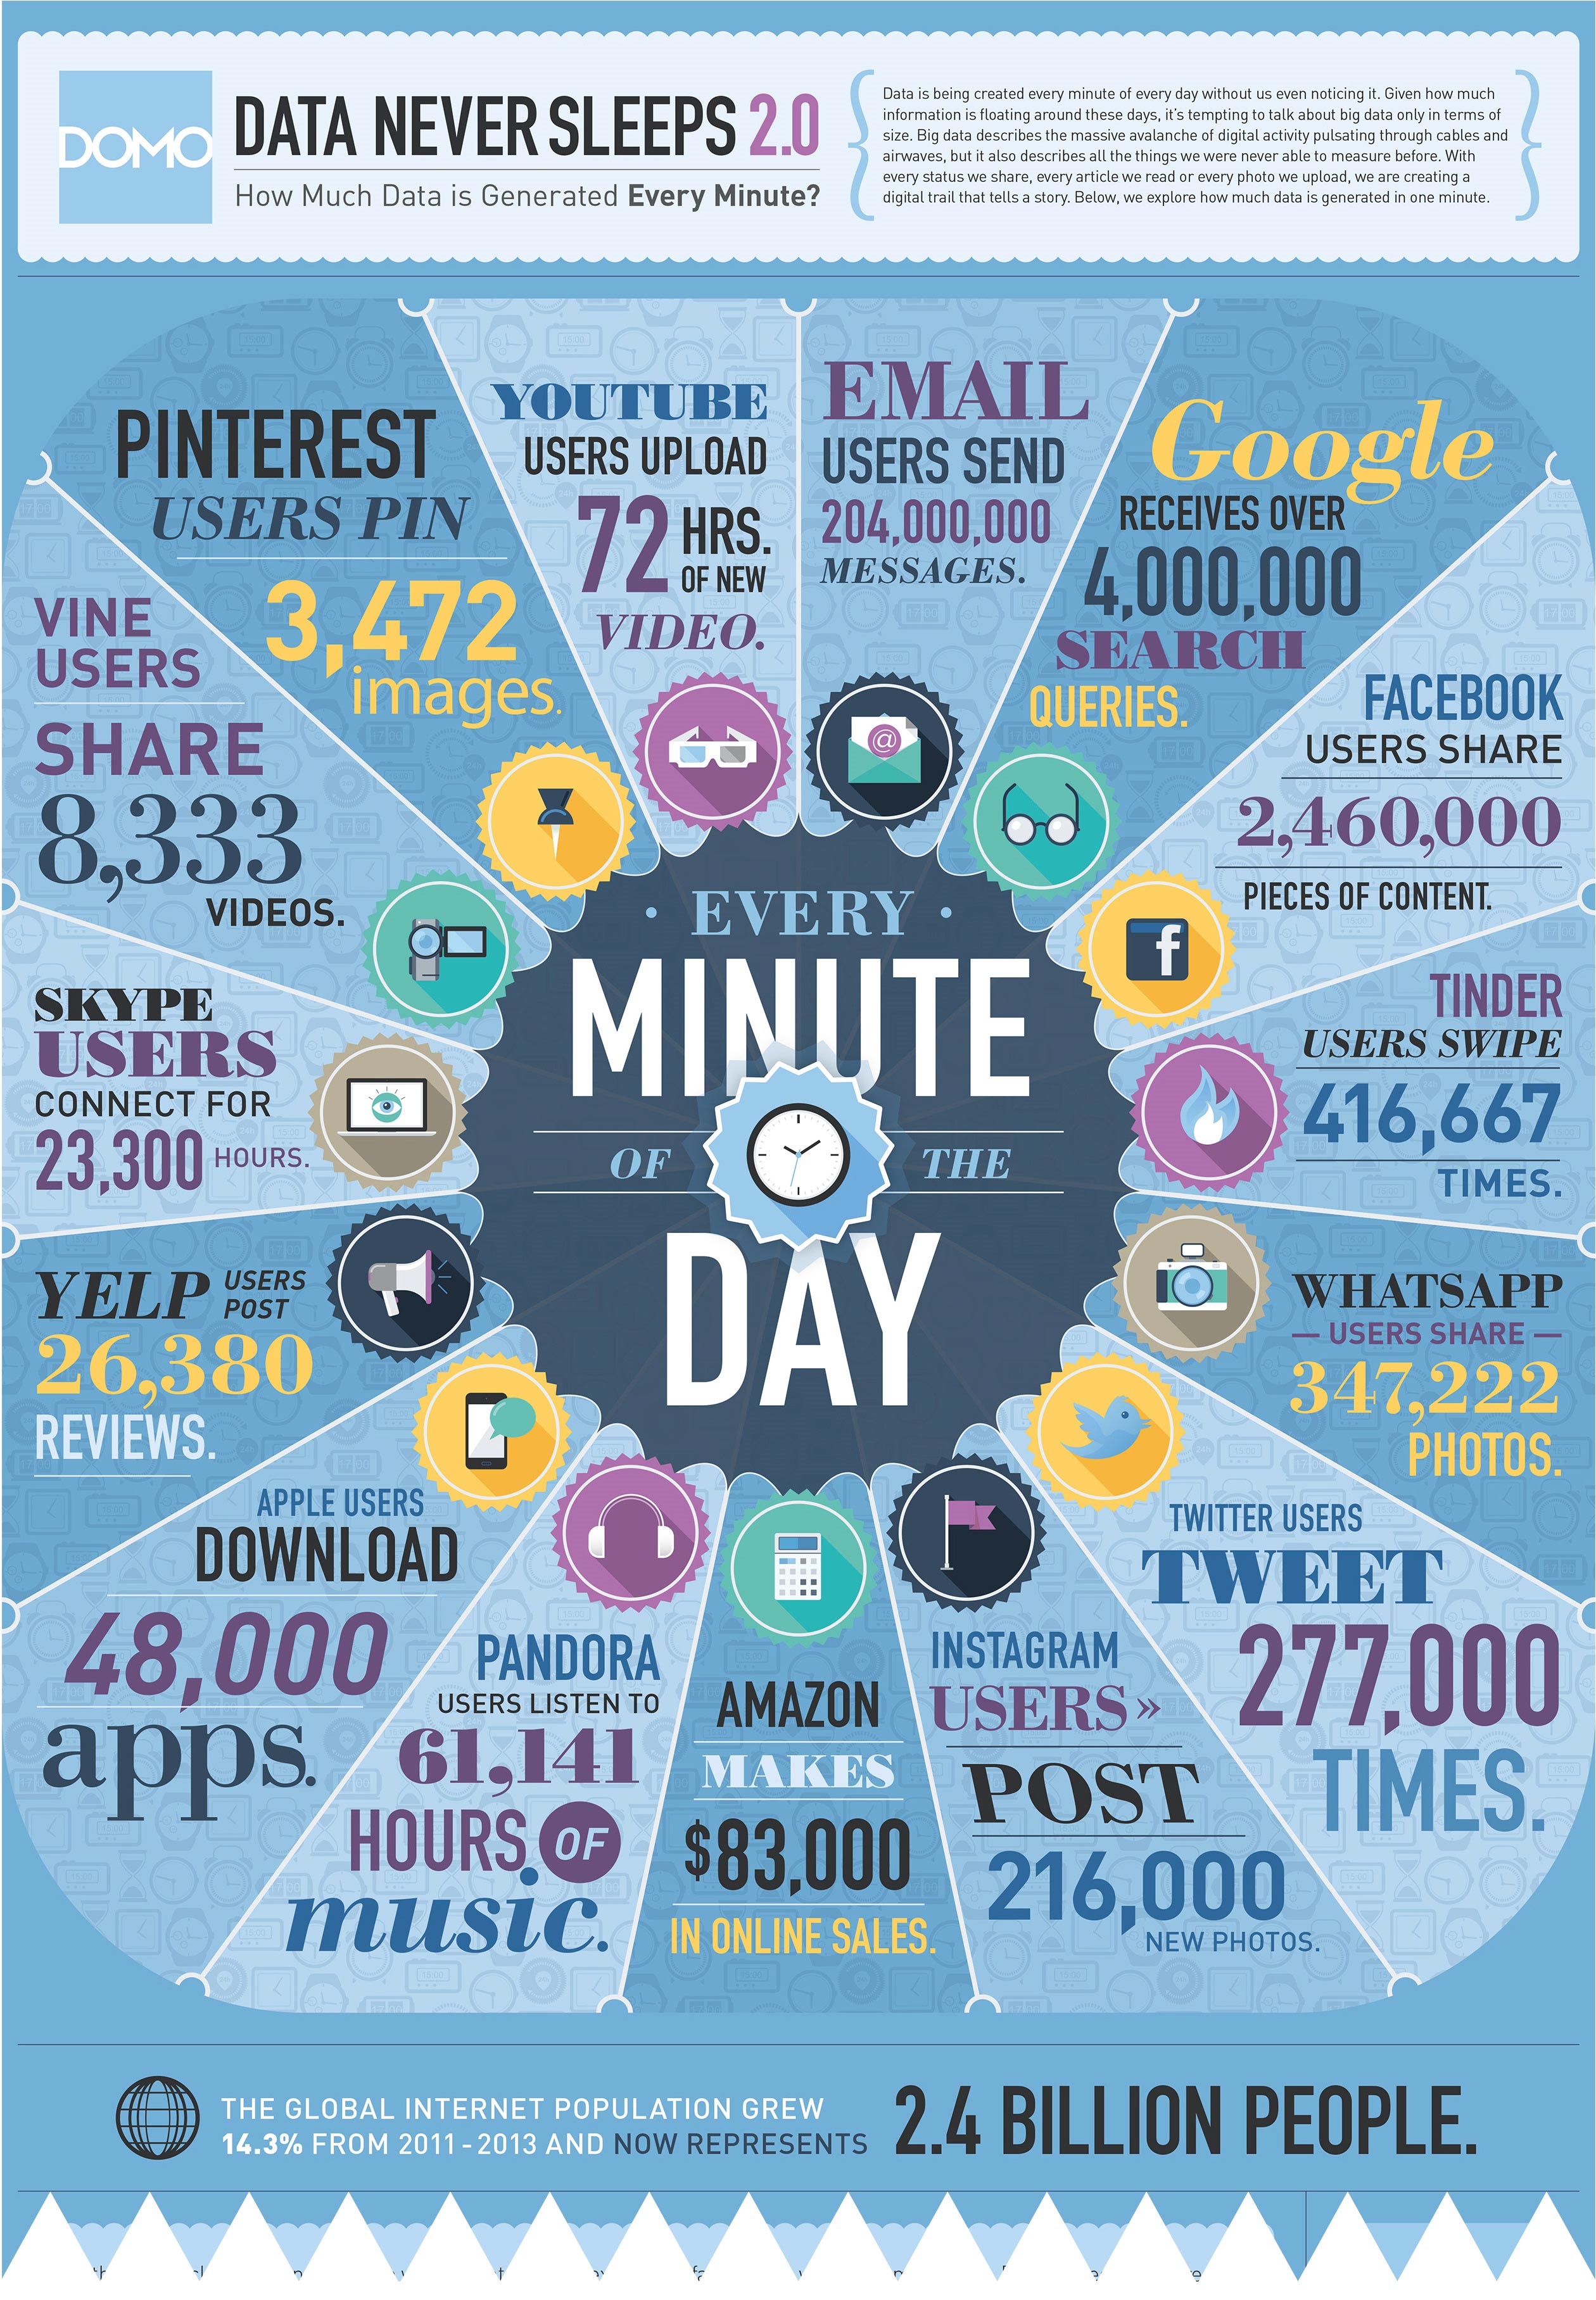 DOMO
DATA NEVER SLEEPS 2.0
How Much Data is Generated Every Minute?
Data is being created every minute of every day without us even noticing it. Given how much
information is floating around these days, it's tempting to talk about big data only in terms of
size. Big data describes the massive avalanche of digital activity pulsating through cables and
airwaves, but it also describes all the things we were never able to measure before. With
every status we share, every article we read or every photo we upload, we are creating a
digital trail that tells a story. Below, we explore how much data is generated in one minute.
YOUTUBE
USERS UPLOAD
72 HRS.
OF NEW
VIDEO.
EMAIL
USERS SEND
204,000,000
MESSAGES.
Google
RECEIVES OVER
4,000,000
SEARCH
QUERIES.
FACEBOOK
USERS SHARE
2,460,000
PIECES OF CONTENT.
TINDER
USERS SWIPE
416,667
TIMES.
WHATSAPP
— USERS SHARE —
347,222
PHOTOS.
TWITTER USERS
TWEET
277,000
TIMES.
INSTAGRAM
USERS »
POST
216,000
NEW PHOTOS.
AMAZON
MAKES
$83,000
IN ONLINE SALES.
PANDORA
USERS LISTEN TO
61,141
HOURS OF
music.
APPLE USERS
DOWNLOAD
48,000
apps.
YELP USERS
POST
26,380
REVIEWS.
SKYPE
USERS
CONNECT FOR
23,300 HOURS.
VINE
USERS
SHARE
8,333
VIDEOS.
PINTEREST
USERS PIN
3,472
images.
@
f
· EVERY ·
MINUTE
OF THE
DAY
THE GLOBAL INTERNET POPULATION GREW
14.3% FROM 2011 - 2013 AND NOW REPRESENTS
2.4 BILLION PEOPLE.